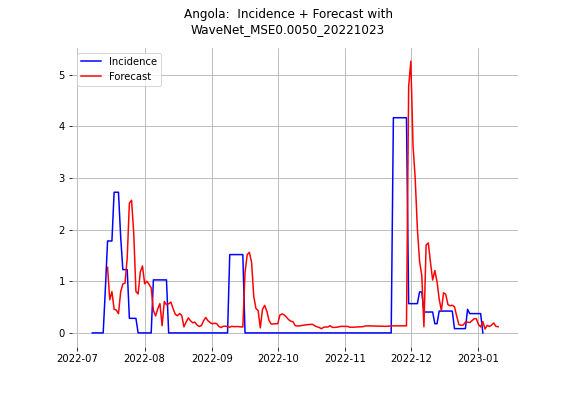 Angola:  Incidence + Forecast with
WaveNet_MSE0.0050_20221023
Incidence
Forecast
5
4
3
2
1
0
2022-07 2022-08 2022-09 2022-10 2022-11 2022-12 2023-01